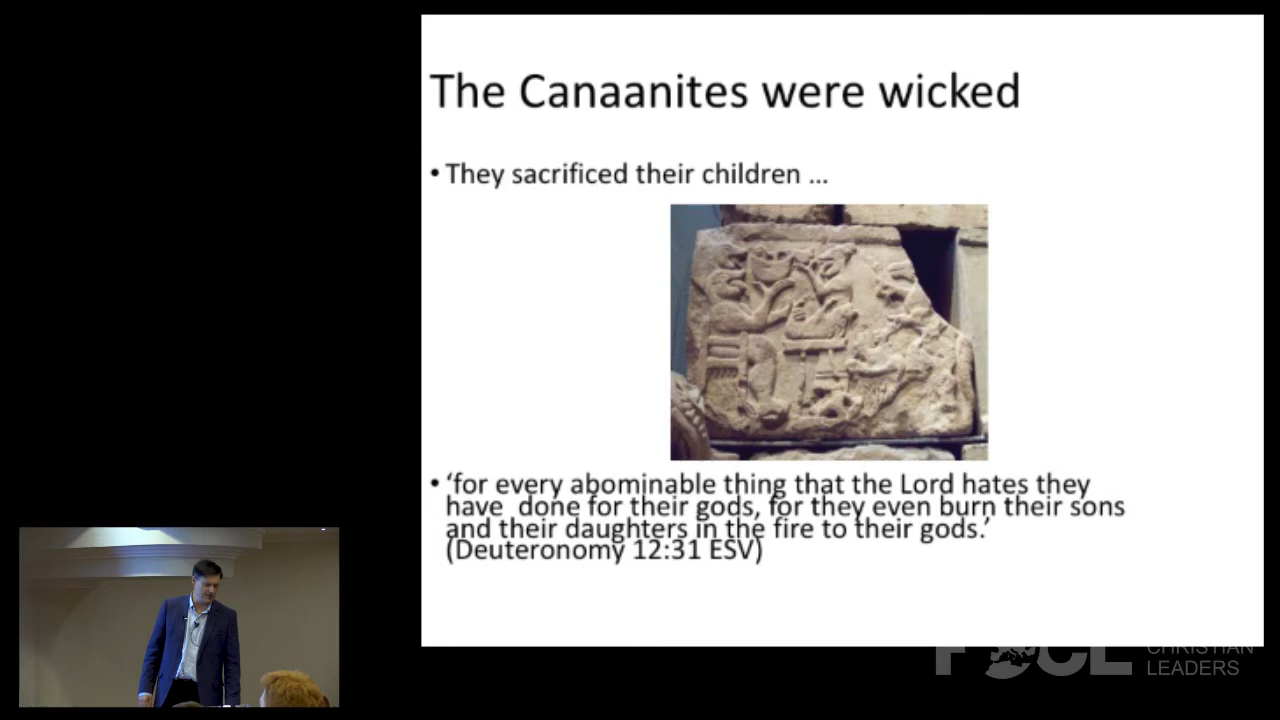 The Canaanites were wicked
• They sacrificed their children ...
• ‘for every abominable thing that the Lord hates they
have  done for their gods, for they even burn their sons
and their daughters in the fire to their gods.’
(Deuteronomy 12:31 ESV)
CHRISTIAN
LEADERS